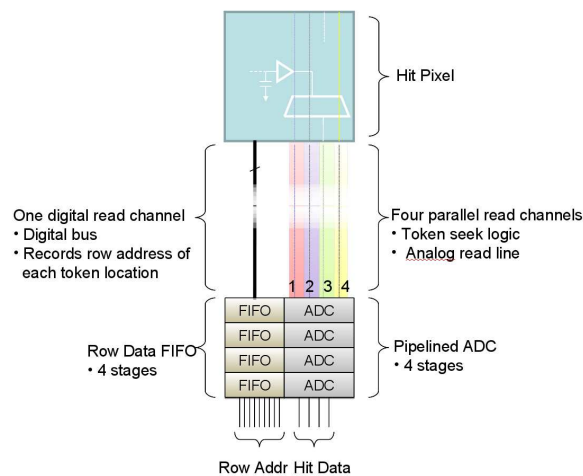 Hit Pixel
One digital read channel
• Digital bus
• Records row address of
each token location
Four parallel read channels
• Token seek logic
• Analog read line
1 2 3 4
FIFO ADC
FIFO ADC
FIFO ADC
FIFO ADC
Row Data FIFO
• 4 stages
Pipelined ADC
• 4 stages
Row Addr Hit Data